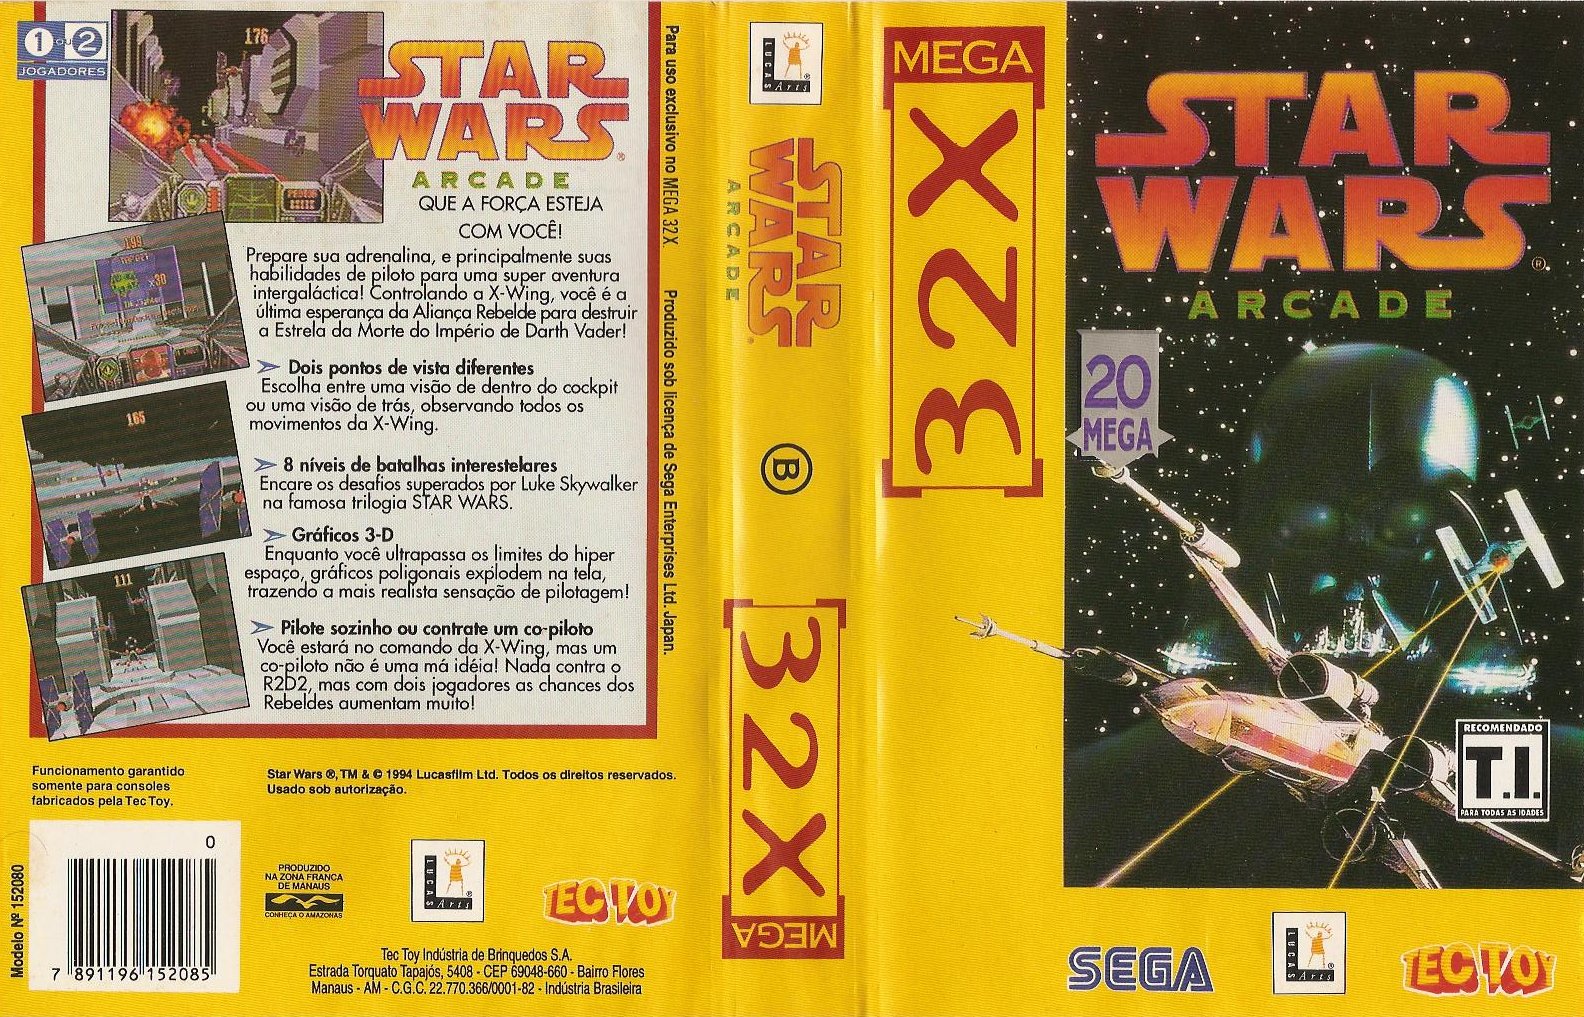 1 OU 2
JOGADORES
176
STAR
WARS®
ARCADE
QUE A FORÇA ESTEJA
COM VOCÊ!
Prepare sua adrenalina, e principalmente suas
habilidades de piloto para uma super aventura
intergaláctica! Controlando a X-Wing, você é a
última esperança da Aliança Rebelde para destruir
a Estrela da Morte do Império de Darth Vader!
➢ Dois pontos de vista diferentes
Escolha entre uma visão de dentro do cockpit
ou uma visão de trás, observando todos os
movimentos da X-Wing.
➢ 8 níveis de batalhas interestelares
Encare os desafios superados por Luke Skywalker
na famosa trilogia STAR WARS.
➢ Gráficos 3-D
Enquanto você ultrapassa os limites do hiper
espaço, gráficos poligonais explodem na tela,
trazendo a mais realista sensação de pilotagem!
➢ Pilote sozinho ou contrate um co-piloto
Você estará no comando da X-Wing, mas um
co-piloto não é uma má idéia! Nada contra o
R2D2, mas com dois jogadores as chances dos
Rebeldes aumentam muito!
199
TARGET
x30
165
111
Funcionamento garantido
somente para consoles
fabricados pela Tec Toy.
Star Wars ®, TM & © 1994 Lucasfilm Ltd. Todos os direitos reservados.
Usado sob autorização.
Modelo Nº 152080
0
7 891196 152085
PRODUZIDO
NA ZONA FRANCA
DE MANAUS
CONHEÇA O AMAZONAS
LUCAS
Arts®
TEC TOY
Tec Toy Indústria de Brinquedos S.A.
Estrada Torquato Tapajós, 5408 - CEP 69048-660 - Bairro Flores
Manaus - AM - C.G.C. 22.770.366/0001-82 - Indústria Brasileira
Para uso exclusivo no MEGA 32X. Produzido sob licença de Sega Enterprises Ltd. Japan.
LUCAS
Arts®
STAR
WARS®
ARCADE
B
32X
MEGA
MEGA
32X
STAR
WARS®
ARCADE
20
MEGA
RECOMENDADO
T.I.
PARA TODAS AS IDADES
SEGA
LUCAS
Arts®
TEC TOY